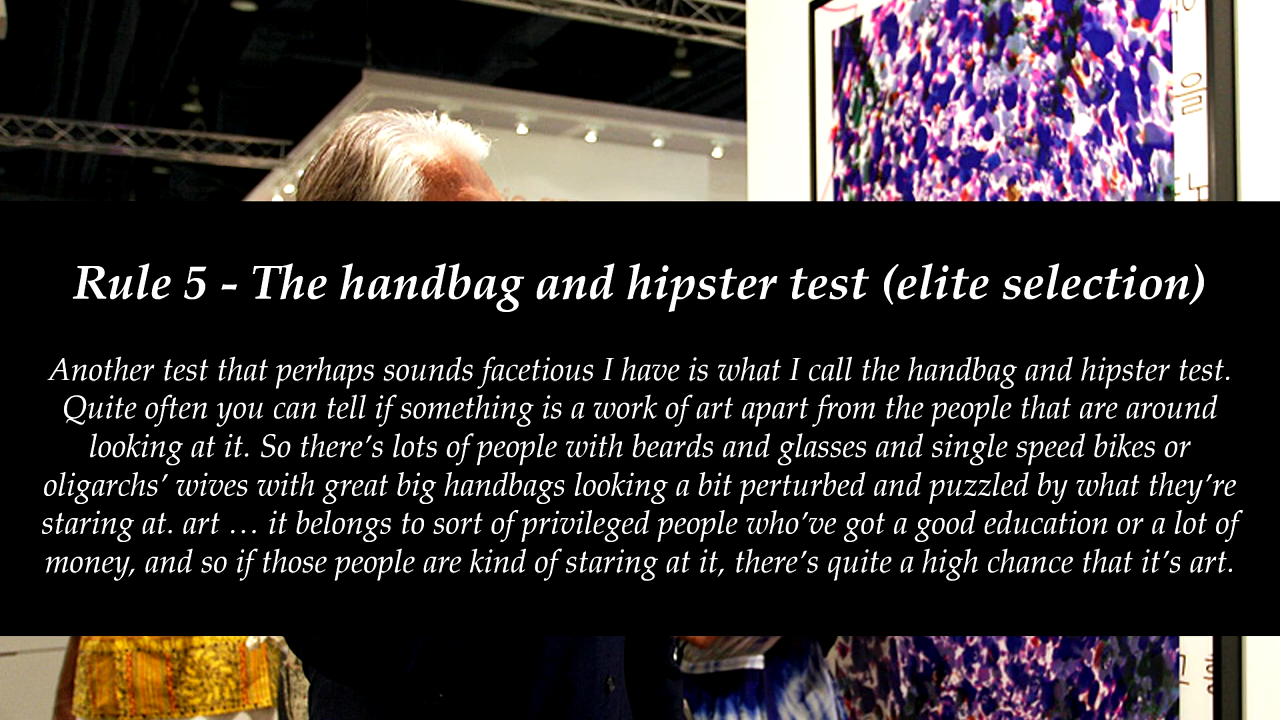 Rule 5 - The handbag and hipster test (elite selection)
Another test that perhaps sounds facetious I have is what I call the handbag and hipster test.
Quite often you can tell if something is a work of art apart from the people that are around
looking at it. So there’s lots of people with beards and glasses and single speed bikes or
oligarchs’ wives with great big handbags looking a bit perturbed and puzzled by what they’re
staring at. art … it belongs to sort of privileged people who’ve got a good education or a lot of
money, and so if those people are kind of staring at it, there’s quite a high chance that it’s art.
을